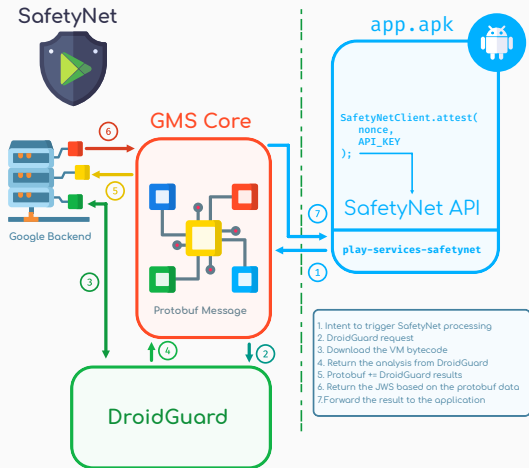 SafetyNet
app.apk
SafetyNetClient.attest(
nonce,
API_KEY
);
SafetyNet API
play-services-safetynet
GMS Core
6
5
Google Backend
7
1
3
Protobuf Message
4
2
DroidGuard
1. Intent to trigger SafetyNet processing
2. DroidGuard request
3. Download the VM bytecode
4. Return the analysis from DroidGuard
5. Protobuf += DroidGuard results
6. Return the JWS based on the protobuf data
7.Forward the result to the application